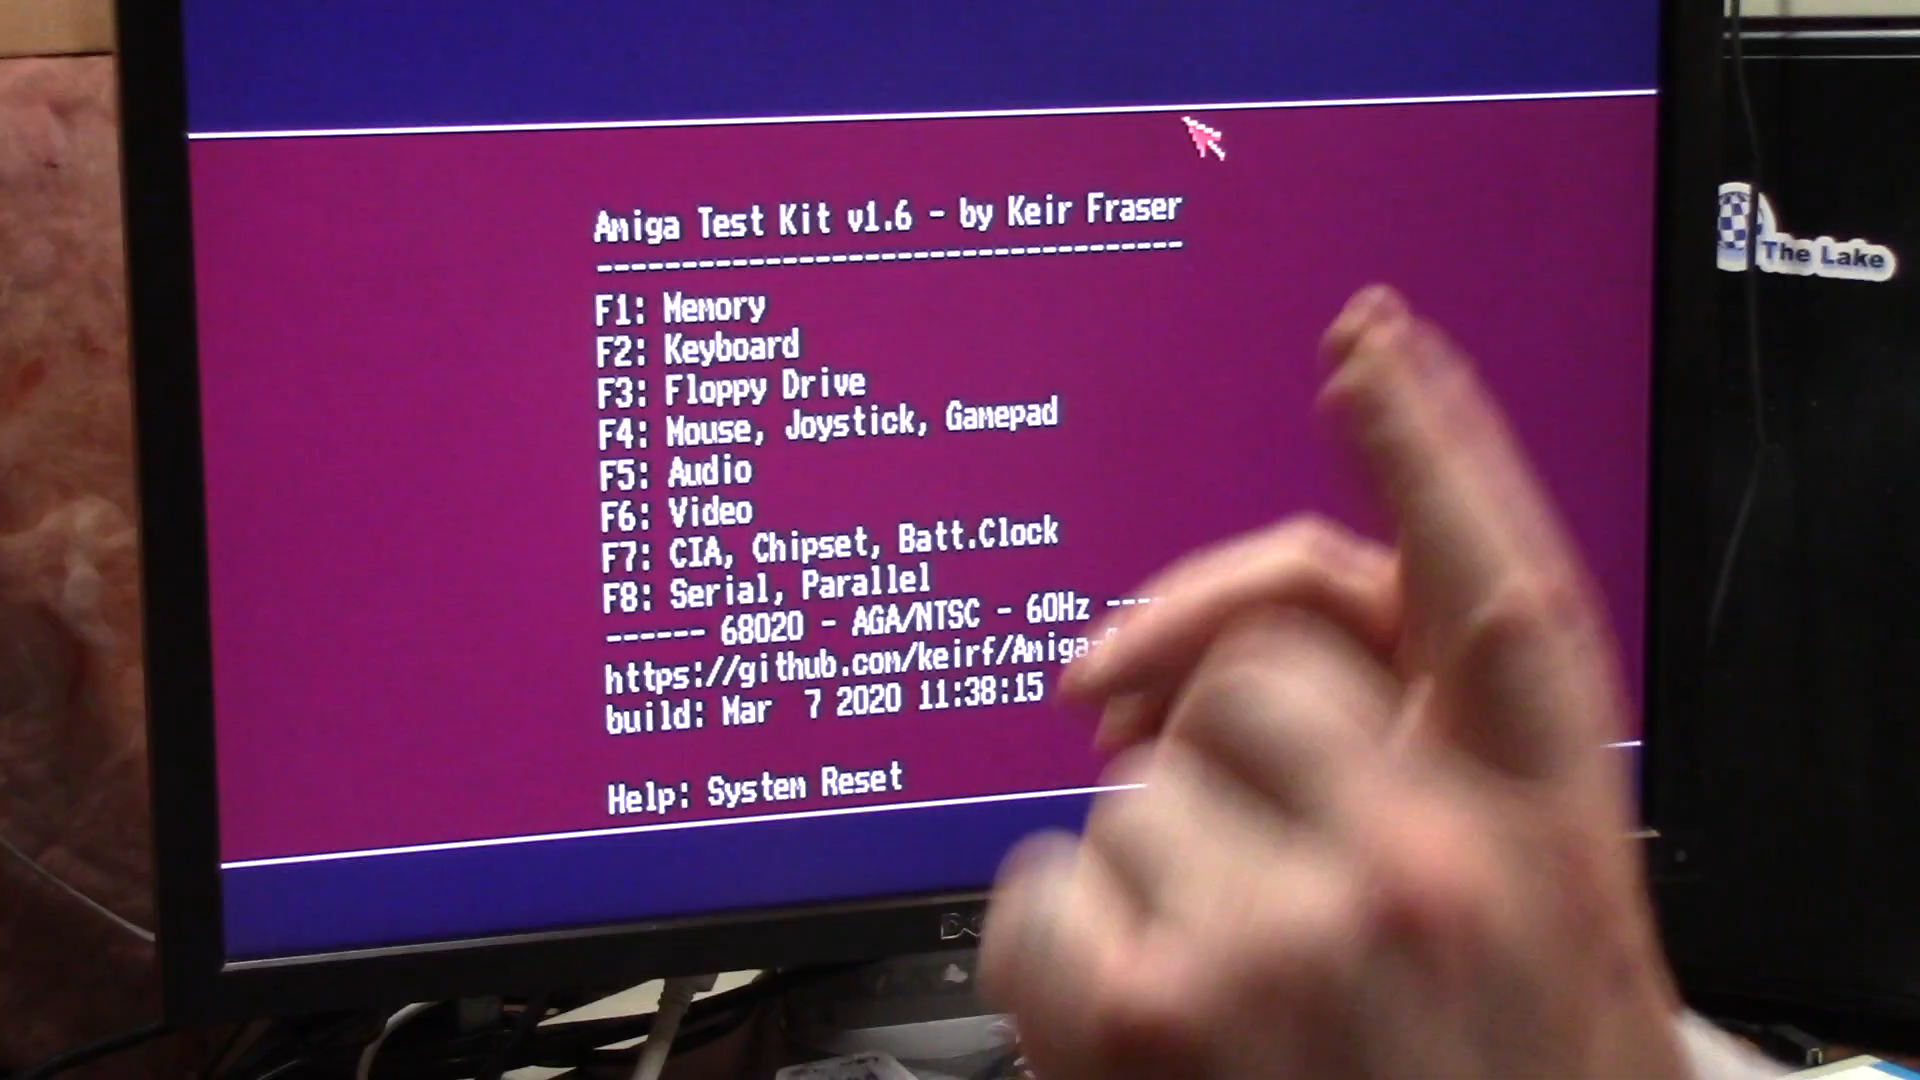 Amiga Test Kit v1.6 - by Keir Fraser
------------------------------------
F1: Memory
F2: Keyboard
F3: Floppy Drive
F4: Mouse, Joystick, Gamepad
F5: Audio
F6: Video
F7: CIA, Chipset, Batt.Clock
F8: Serial, Parallel
------ 68020 - AGA/NTSC - 60Hz ---
https://github.com/keirf/Amiga-
build: Mar  7 2020 11:38:15
Help: System Reset
The Lake